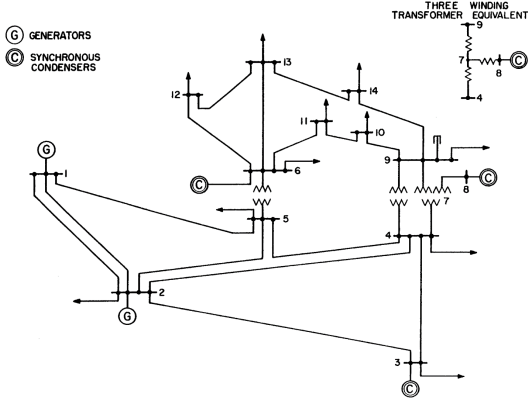 THREE WINDING
TRANSFORMER EQUIVALENT
9
7
8
C
4
G GENERATORS
C SYNCHRONOUS
CONDENSERS
13
14
12
11
10
G
1
C
6
9
8
C
7
5
4
2
G
3
C